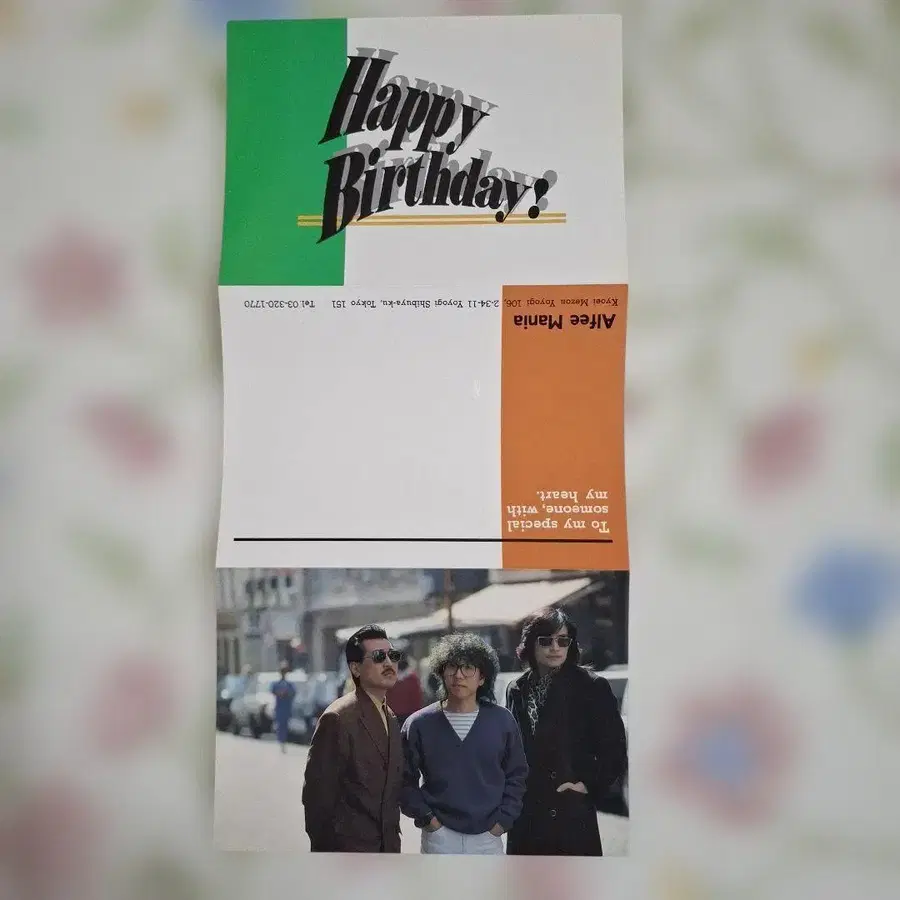 Happy
Birthday!
To my special
someone, with
my heart.
Alfee Mania
Kyoei Mezon Yoyogi 106, 2-34-11 Yoyogi Shibuya-ku, Tokyo 151 Tel.03-320-1770